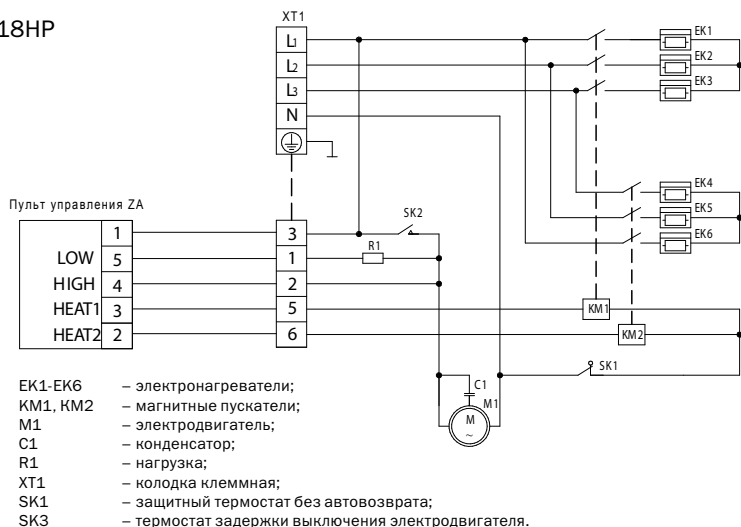 18HP
XT1
L1
L2
L3
N
EK1
EK2
EK3
EK4
EK5
EK6
Пульт управления ZA
1
LOW 5
HIGH 4
HEAT1 3
HEAT2 2
3
1
2
5
6
SK2
R1
KM1
KM2
SK1
C1
M1
M
~
EK1-EK6 – электронагреватели;
KM1, KM2 – магнитные пускатели;
M1 – электродвигатель;
C1 – конденсатор;
R1 – нагрузка;
XT1 – колодка клеммная;
SK1 – защитный термостат без автовозврата;
SK3 – термостат задержки выключения электродвигателя.